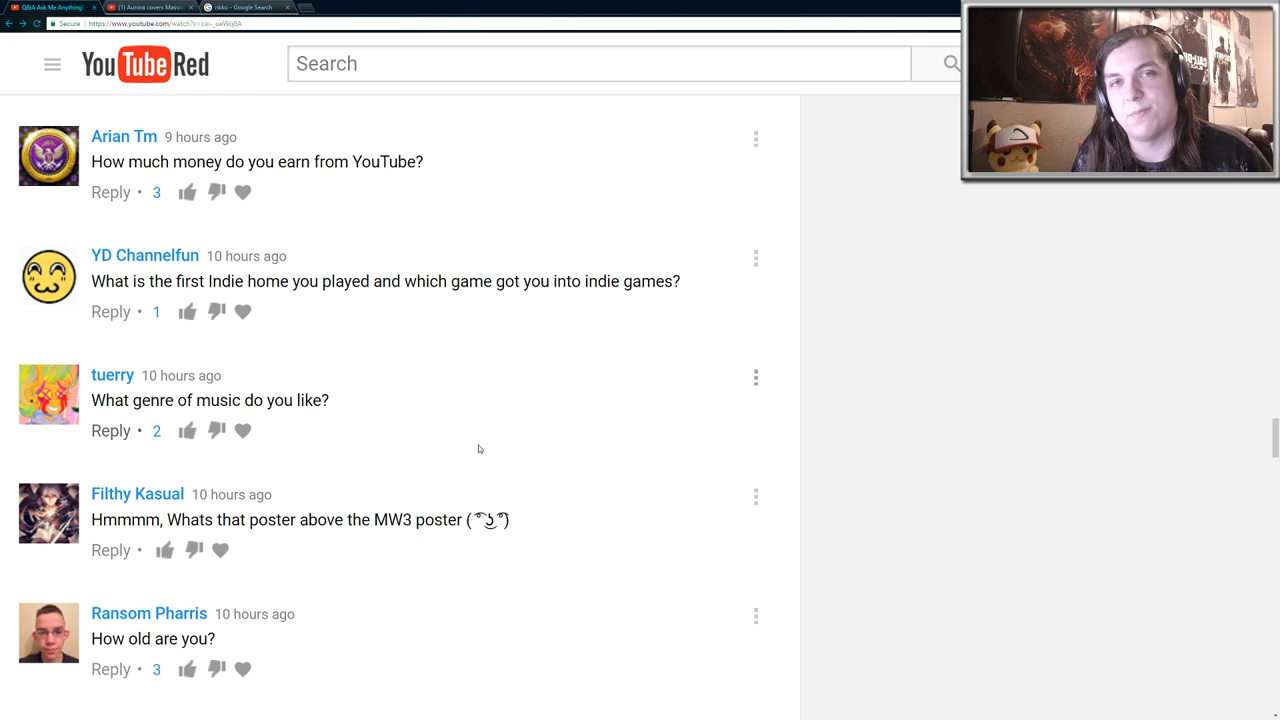 Q&A Ask Me Anything!
(1) Aurora covers Massi
rikku - Google Search
Secure
https://www.youtube.com/watch?v=cai-_ueWq8A
YouTube Red
Search
Arian Tm 9 hours ago
How much money do you earn from YouTube?
Reply • 3
YD Channelfun 10 hours ago
What is the first Indie home you played and which game got you into indie games?
Reply • 1
tuerry 10 hours ago
What genre of music do you like?
Reply • 2
Filthy Kasual 10 hours ago
Hmmmm, Whats that poster above the MW3 poster ( ͡° ͜ʖ ͡°)
Reply •
Ransom Pharris 10 hours ago
How old are you?
Reply • 3